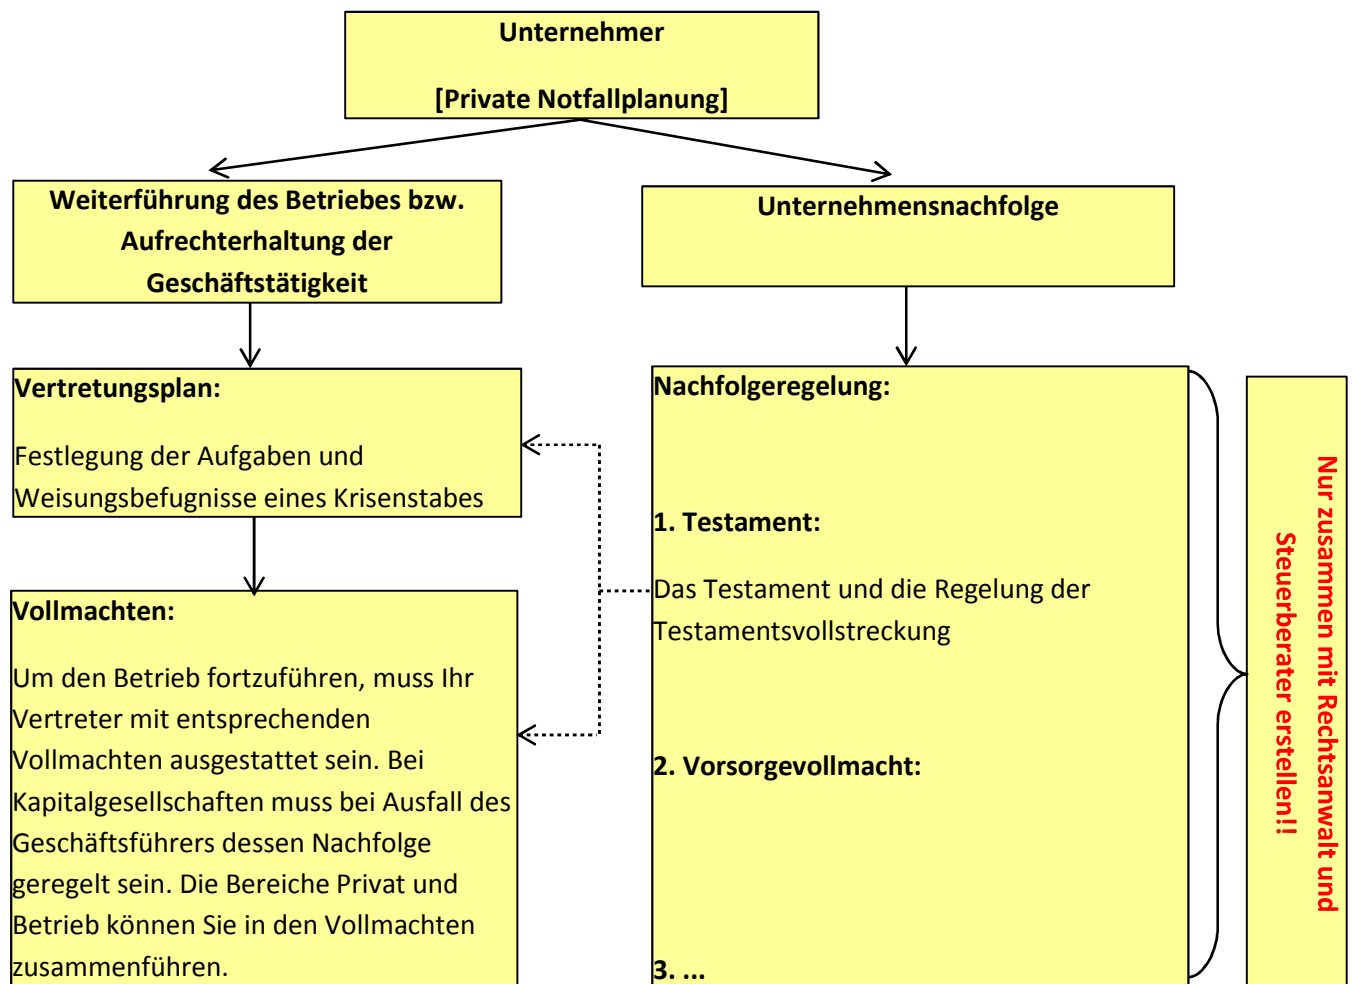 Unternehmer
[Private Notfallplanung]
Weiterführung des Betriebes bzw.
Aufrechterhaltung der
Geschäftstätigkeit
Unternehmensnachfolge
Vertretungsplan:
Festlegung der Aufgaben und
Weisungsbefugnisse eines Krisenstabes
Vollmachten:
Um den Betrieb fortzuführen, muss Ihr
Vertreter mit entsprechenden
Vollmachten ausgestattet sein. Bei
Kapitalgesellschaften muss bei Ausfall des
Geschäftsführers dessen Nachfolge
geregelt sein. Die Bereiche Privat und
Betrieb können Sie in den Vollmachten
zusammenführen.
Nachfolgeregelung:
1. Testament:
Das Testament und die Regelung der
Testamentsvollstreckung
2. Vorsorgevollmacht:
3. ...
Nur zusammen mit Rechtsanwalt und
Steuerberater erstellen!!